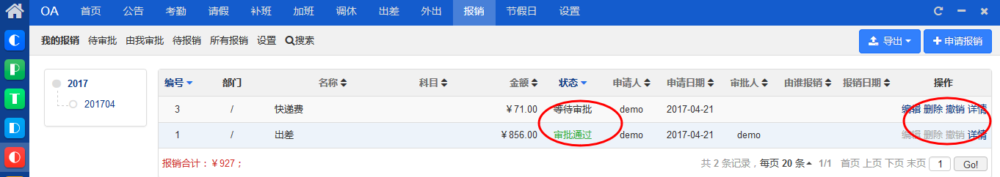 OA 首页 公告 考勤 请假 补班 加班 调休 出差 外出 报销 节假日 设置
我的报销 待审批 由我审批 待报销 所有报销 设置 搜索 导出 申请报销
C
P
T
D
2017
201704
编号 部门 名称 科目 金额 状态 申请人 申请日期 审批人 由谁报销 报销日期 操作
3 / 快递费 ￥71.00 等待审批 demo 2017-04-21 编辑 删除 撤销 详情
1 / 出差 ￥856.00 审批通过 demo 2017-04-21 demo 编辑 删除 撤销 详情
报销合计：￥927； 共 2 条记录，每页 20 条 1/1 首页 上页 下页 末页 1 Go!